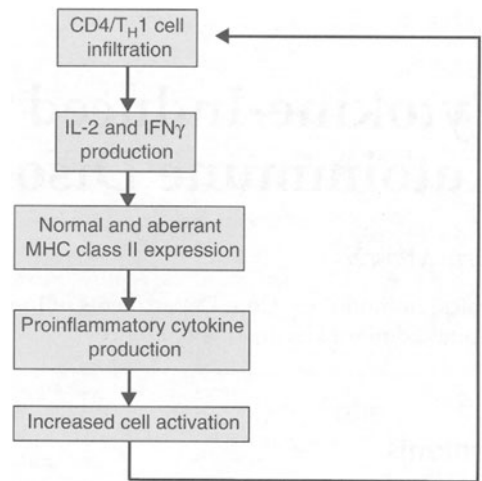 CD4/T_H1 cell
infiltration
IL-2 and IFNγ
production
Normal and aberrant
MHC class II expression
Proinflammatory cytokine
production
Increased cell activation